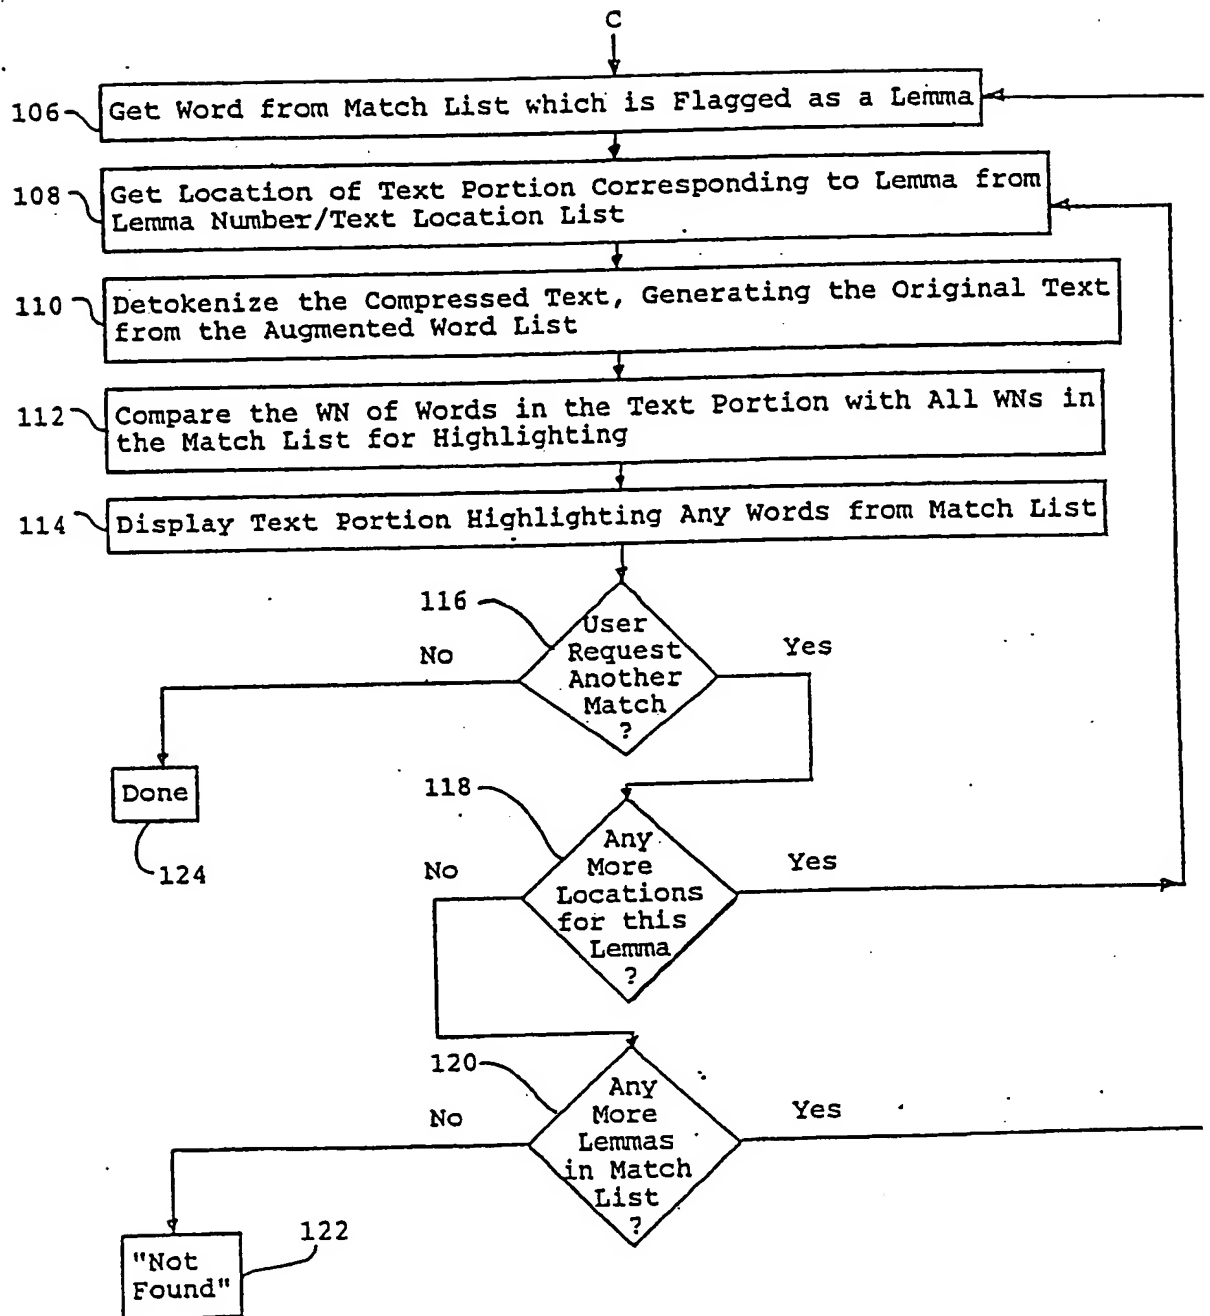 C
106
Get Word from Match List which is Flagged as a Lemma
108
Get Location of Text Portion Corresponding to Lemma from
Lemma Number/Text Location List
110
Detokenize the Compressed Text, Generating the Original Text
from the Augmented Word List
112
Compare the WN of Words in the Text Portion with All WNs in
the Match List for Highlighting
114
Display Text Portion Highlighting Any Words from Match List
116
User
Request
Another
Match
?
No
Yes
Done
124
118
Any
More
Locations
for this
Lemma
?
No
Yes
120
Any
More
Lemmas
in Match
List
?
No
Yes
"Not
Found"
122